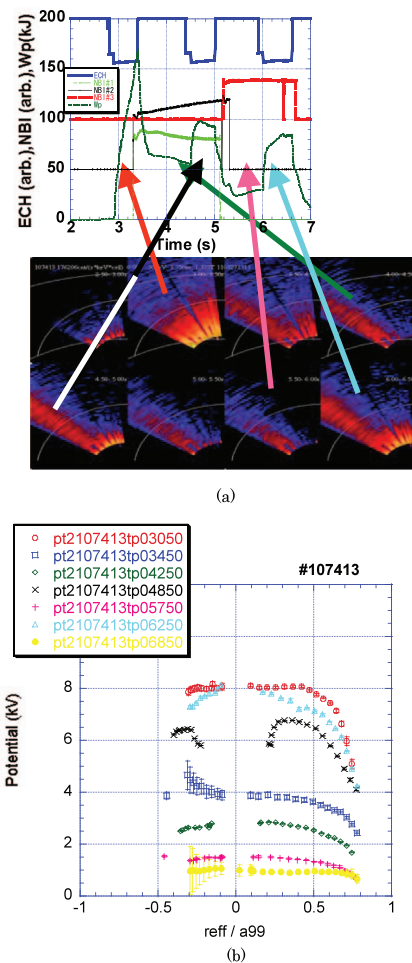 ECH (arb.),NBI (arb.),Wp(kJ)
200
150
100
50
0
ECH
NBI#1
NBI#2
NBI#3
Wp
2 3 4 5 6 7
Time (s)
(a)
pt2107413tp03050
pt2107413tp03450
pt2107413tp04250
pt2107413tp04850
pt2107413tp05750
pt2107413tp06250
pt2107413tp06850
#107413
Potential (kV)
8
6
4
2
0
-1 -0.5 0 0.5 1
reff / a99
(b)